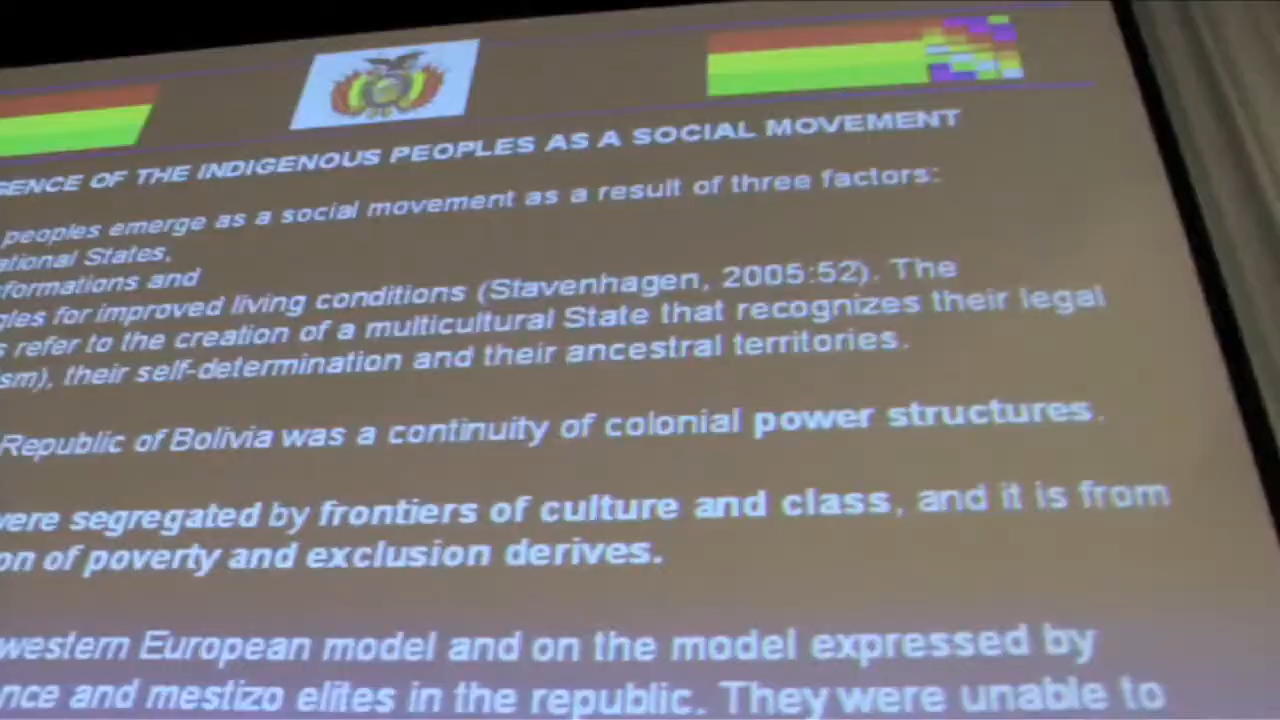 GENCE OF THE INDIGENOUS PEOPLES AS A SOCIAL MOVEMENT
peoples emerge as a social movement as a result of three factors:
ational States,
sformations and
gles for improved living conditions (Stavenhagen, 2005:52). The
s refer to the creation of a multicultural State that recognizes their legal
ism), their self-determination and their ancestral territories.
Republic of Bolivia was a continuity of colonial power structures.
were segregated by frontiers of culture and class, and it is from
on of poverty and exclusion derives.
western European model and on the model expressed by
nce and mestizo elites in the republic. They were unable to